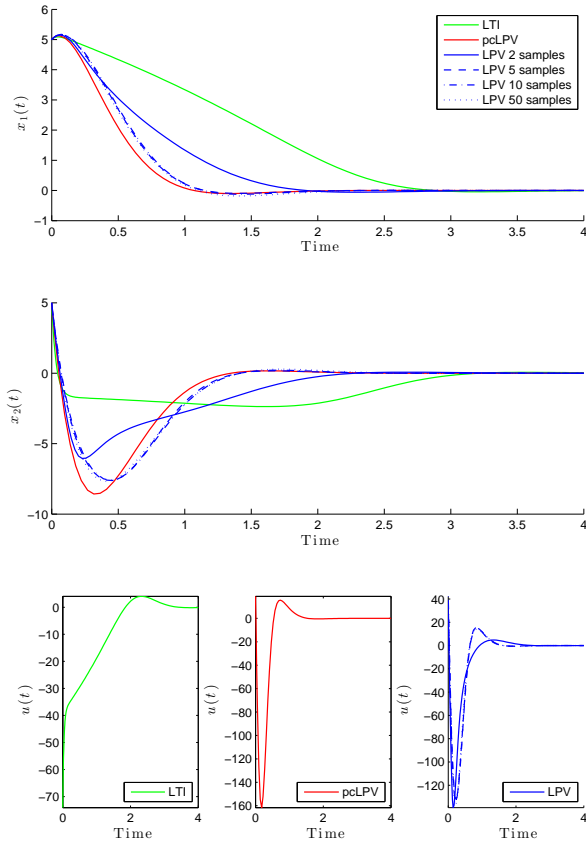 6
5
4
3
2
1
0
−1
x₁(t)
LTI
pcLPV
LPV 2 samples
LPV 5 samples
LPV 10 samples
LPV 50 samples
0 0.5 1 1.5 2 2.5 3 3.5 4
Time
5
0
−5
−10
x₂(t)
0 0.5 1 1.5 2 2.5 3 3.5 4
Time
0
−10
−20
−30
−40
−50
−60
−70
u(t)
LTI
0 2 4
Time
0
−20
−40
−60
−80
−100
−120
−140
−160
u(t)
pcLPV
0 2 4
Time
40
20
0
−20
−40
−60
−80
−100
−120
u(t)
LPV
0 2 4
Time